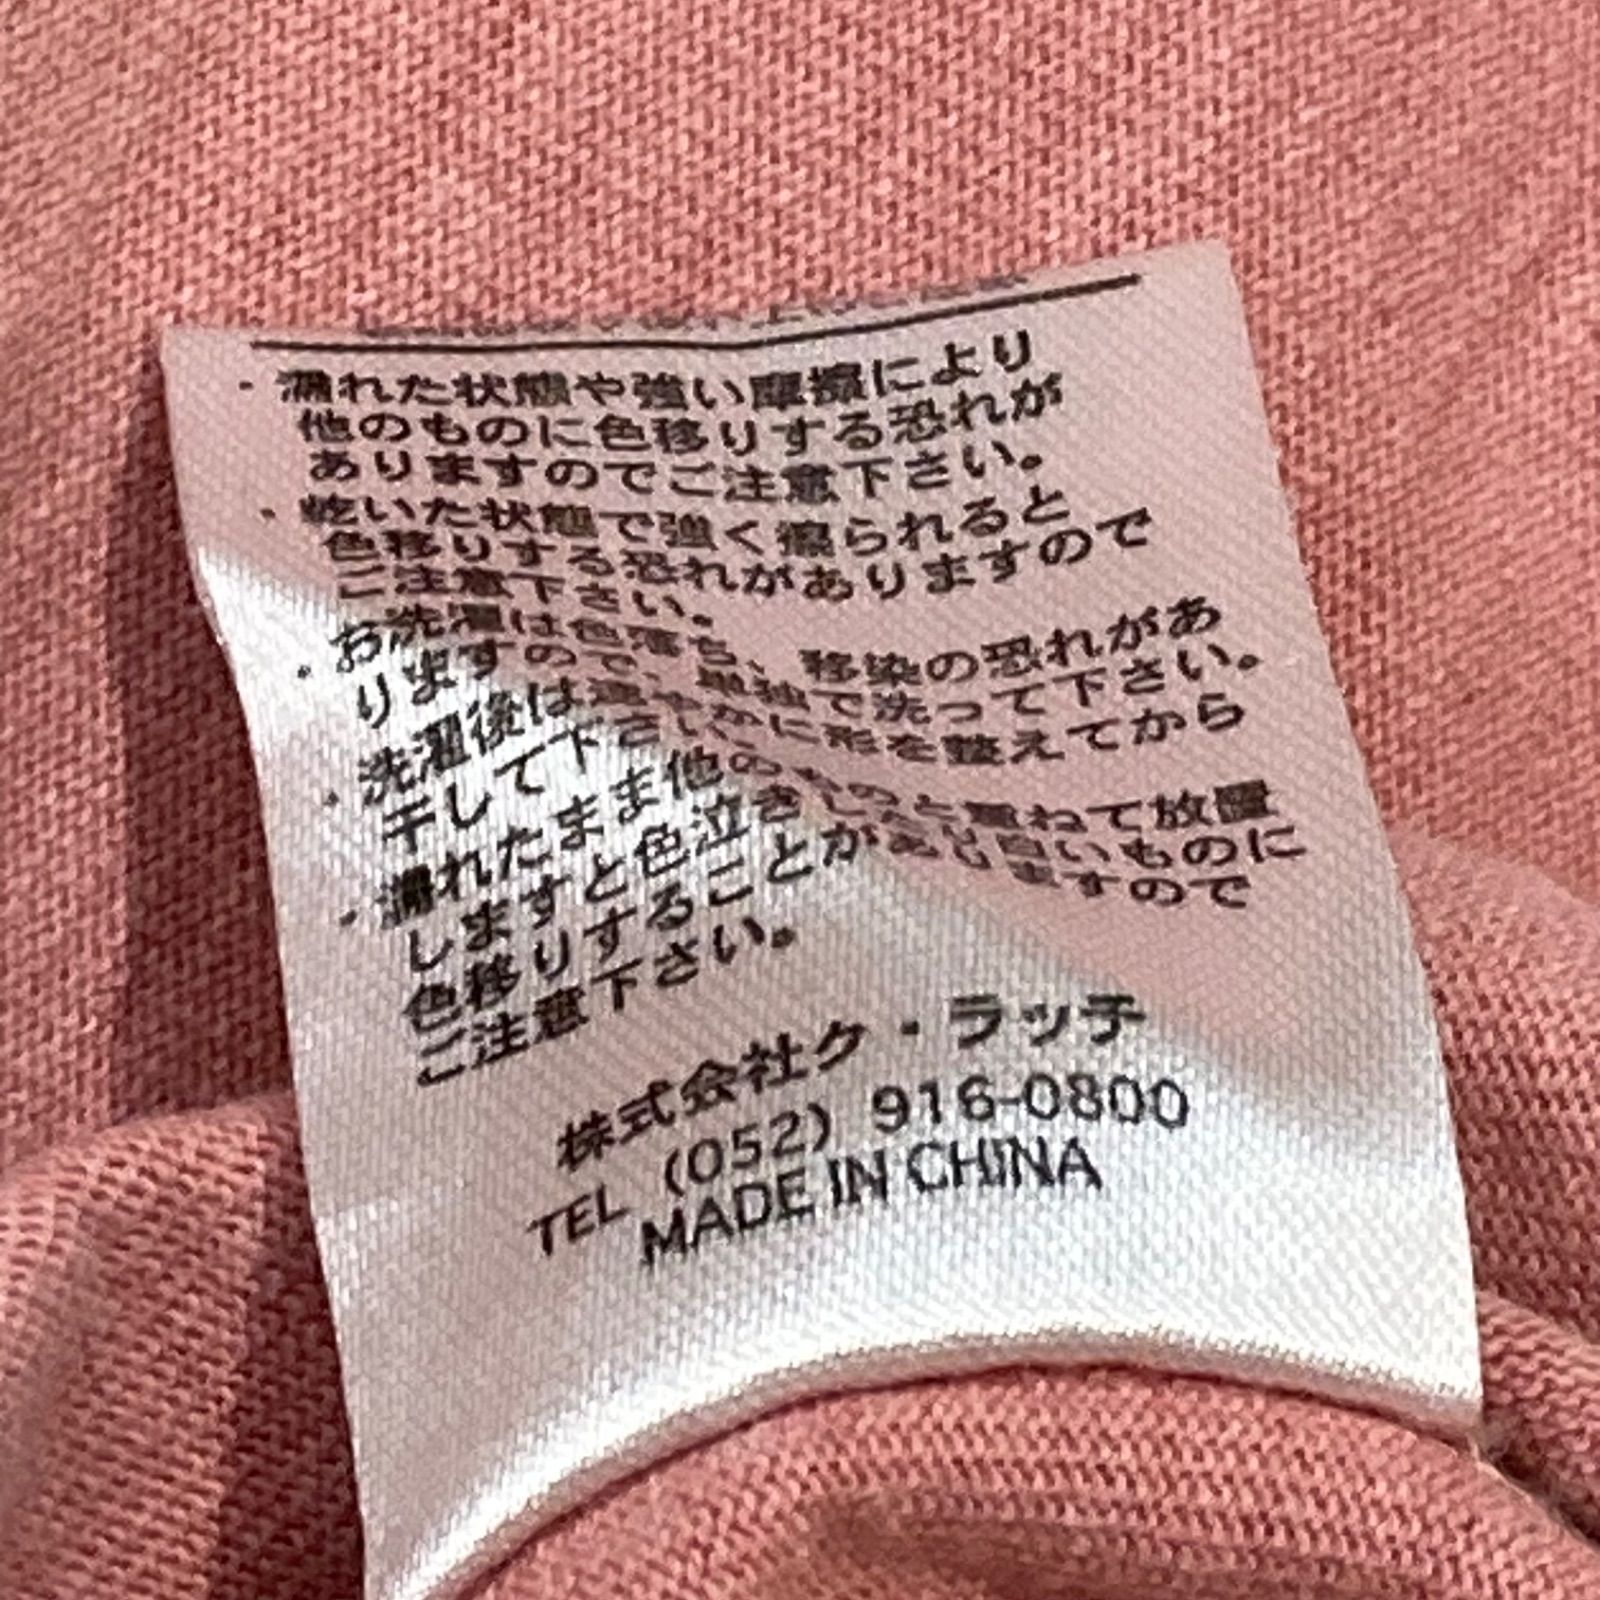 ・濡れた状態や強い摩擦により
他のものに色移りする恐れが
ありますのでご注意下さい。
・乾いた状態で強く擦られると
色移りする恐れがありますので
ご注意下さい。
・お洗濯は色落ち、移染の恐れがあ
りますので、単独で洗って下さい。
・洗濯後は速やかに形を整えてから
干して下さい。
・濡れたまま他のものと重ねて放置
しますと色泣きしたり白いものに
色移りすることがありますので
ご注意下さい。
株式会社ク・ラッチ
TEL (052) 916-0800
MADE IN CHINA